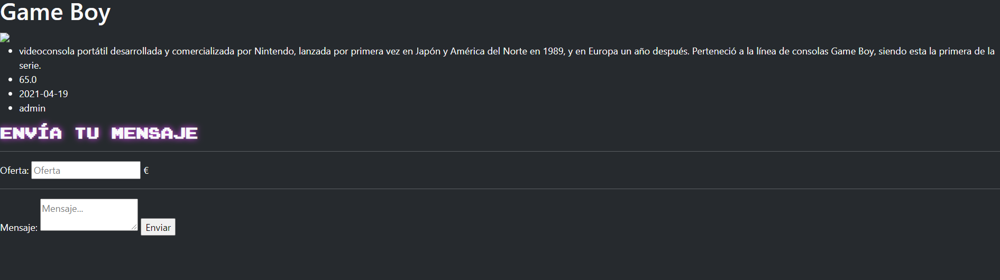 Game Boy
videoconsola portátil desarrollada y comercializada por Nintendo, lanzada por primera vez en Japón y América del Norte en 1989, y en Europa un año después. Perteneció a la línea de consolas Game Boy, siendo esta la primera de la
serie.
65.0
2021-04-19
admin
ENVÍA TU MENSAJE
Oferta: Oferta €
Mensaje: Mensaje... Enviar